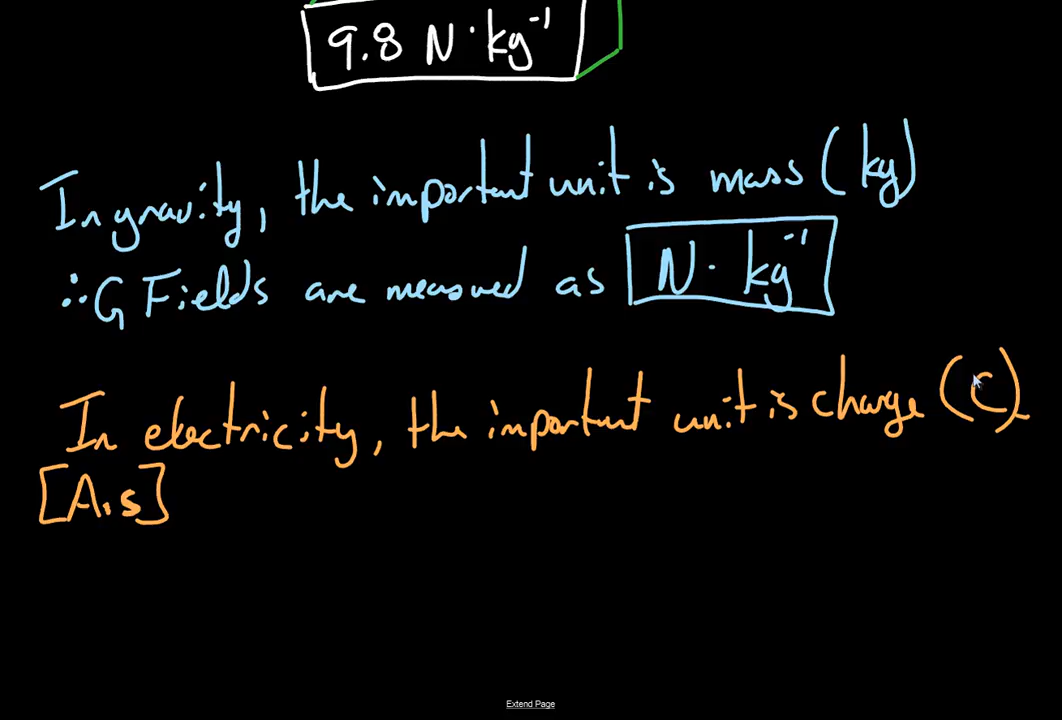 9.8 N·kg⁻¹
In gravity, the important unit is mass (kg)
∴ G Fields are measured as N·kg⁻¹
In electricity, the important unit is charge (C)
[A.s]
Extend Page